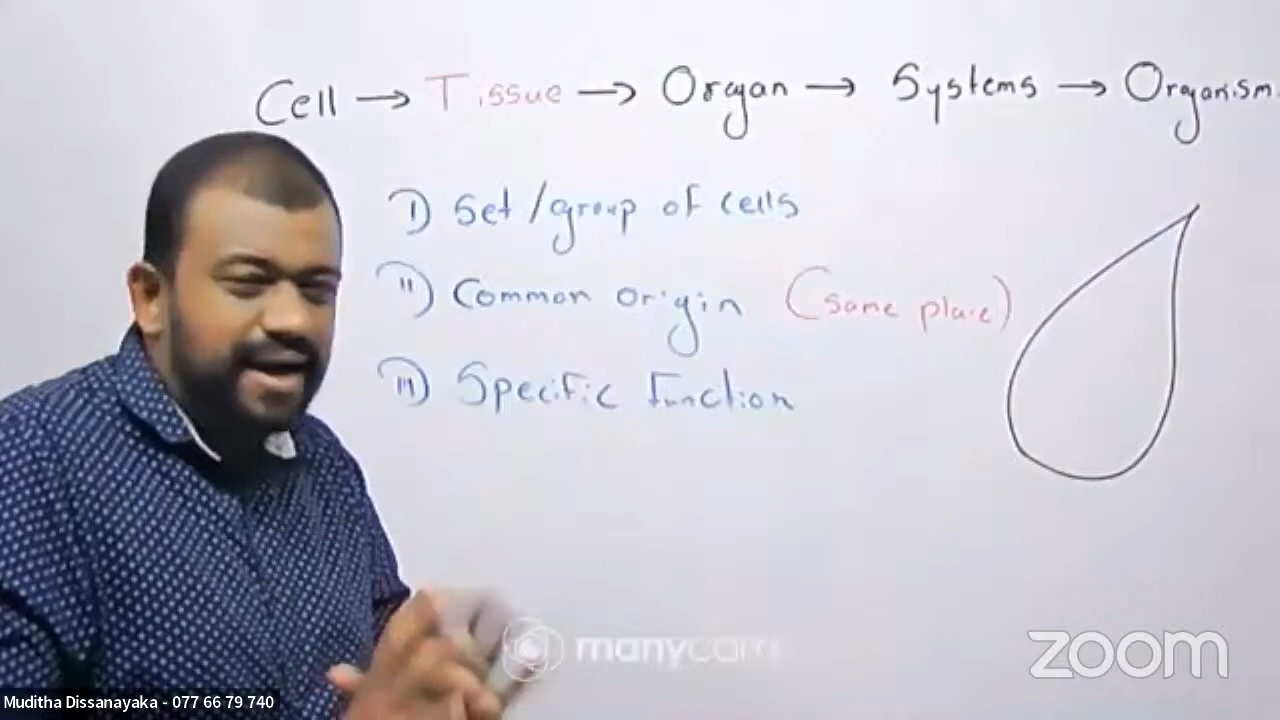 Cell → Tissue → Organ → Systems → Organism.
I) Set / group of cells
II) Common origin (same place)
III) Specific function
manycam
zoom
Muditha Dissanayaka - 077 66 79 740